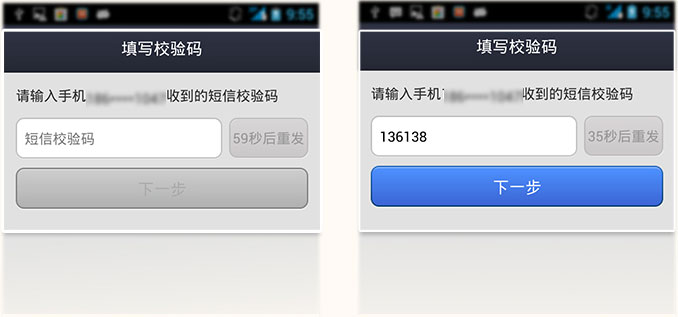 9:55
填写校验码
请输入手机 收到的短信校验码
短信校验码
59秒后重发
下一步
9:55
填写校验码
请输入手机 收到的短信校验码
136138
35秒后重发
下一步